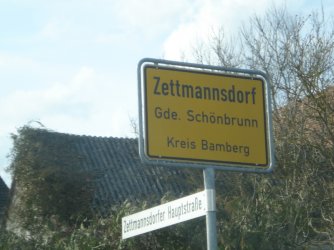 Zettmannsdorf
Gde. Schönbrunn
Kreis Bamberg
Zettmannsdorfer Hauptstraße